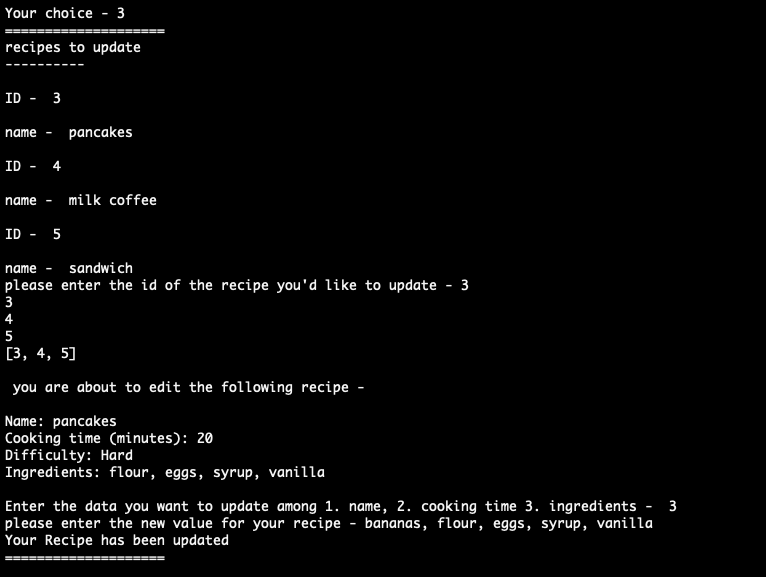 Your choice - 3
====================
recipes to update
----------
ID -  3
name -  pancakes
ID -  4
name -  milk coffee
ID -  5
name -  sandwich
please enter the id of the recipe you'd like to update - 3
3
4
5
[3, 4, 5]
you are about to edit the following recipe -
Name: pancakes
Cooking time (minutes): 20
Difficulty: Hard
Ingredients: flour, eggs, syrup, vanilla
Enter the data you want to update among 1. name, 2. cooking time 3. ingredients -  3
please enter the new value for your recipe - bananas, flour, eggs, syrup, vanilla
Your Recipe has been updated
====================